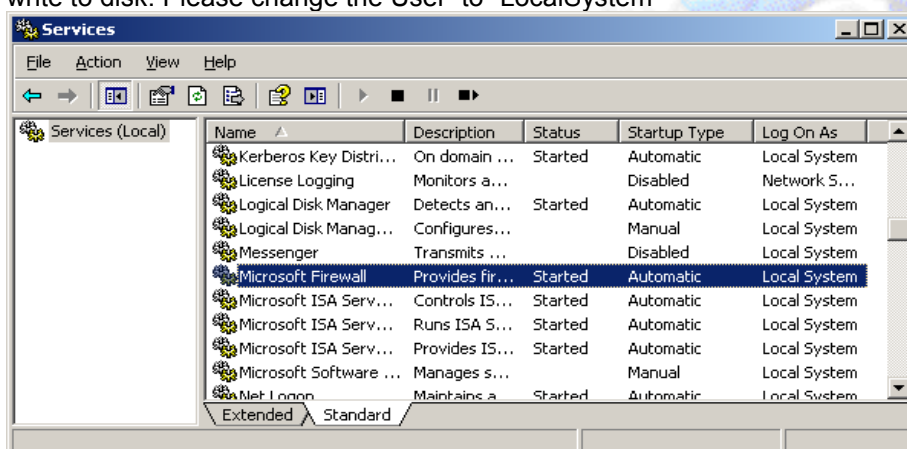 write to disk. Please change the User to "LocalSystem"
Services
File Action View Help
Services (Local)
Name Description Status Startup Type Log On As
Kerberos Key Distri... On domain ... Started Automatic Local System
License Logging Monitors a... Disabled Network S...
Logical Disk Manager Detects an... Started Automatic Local System
Logical Disk Manag... Configures... Manual Local System
Messenger Transmits ... Disabled Local System
Microsoft Firewall Provides fir... Started Automatic Local System
Microsoft ISA Serv... Controls IS... Started Automatic Local System
Microsoft ISA Serv... Runs ISA S... Started Automatic Local System
Microsoft ISA Serv... Provides IS... Started Automatic Local System
Microsoft Software ... Manages s... Manual Local System
Net Logon Maintains a Started Automatic Local System
Extended Standard